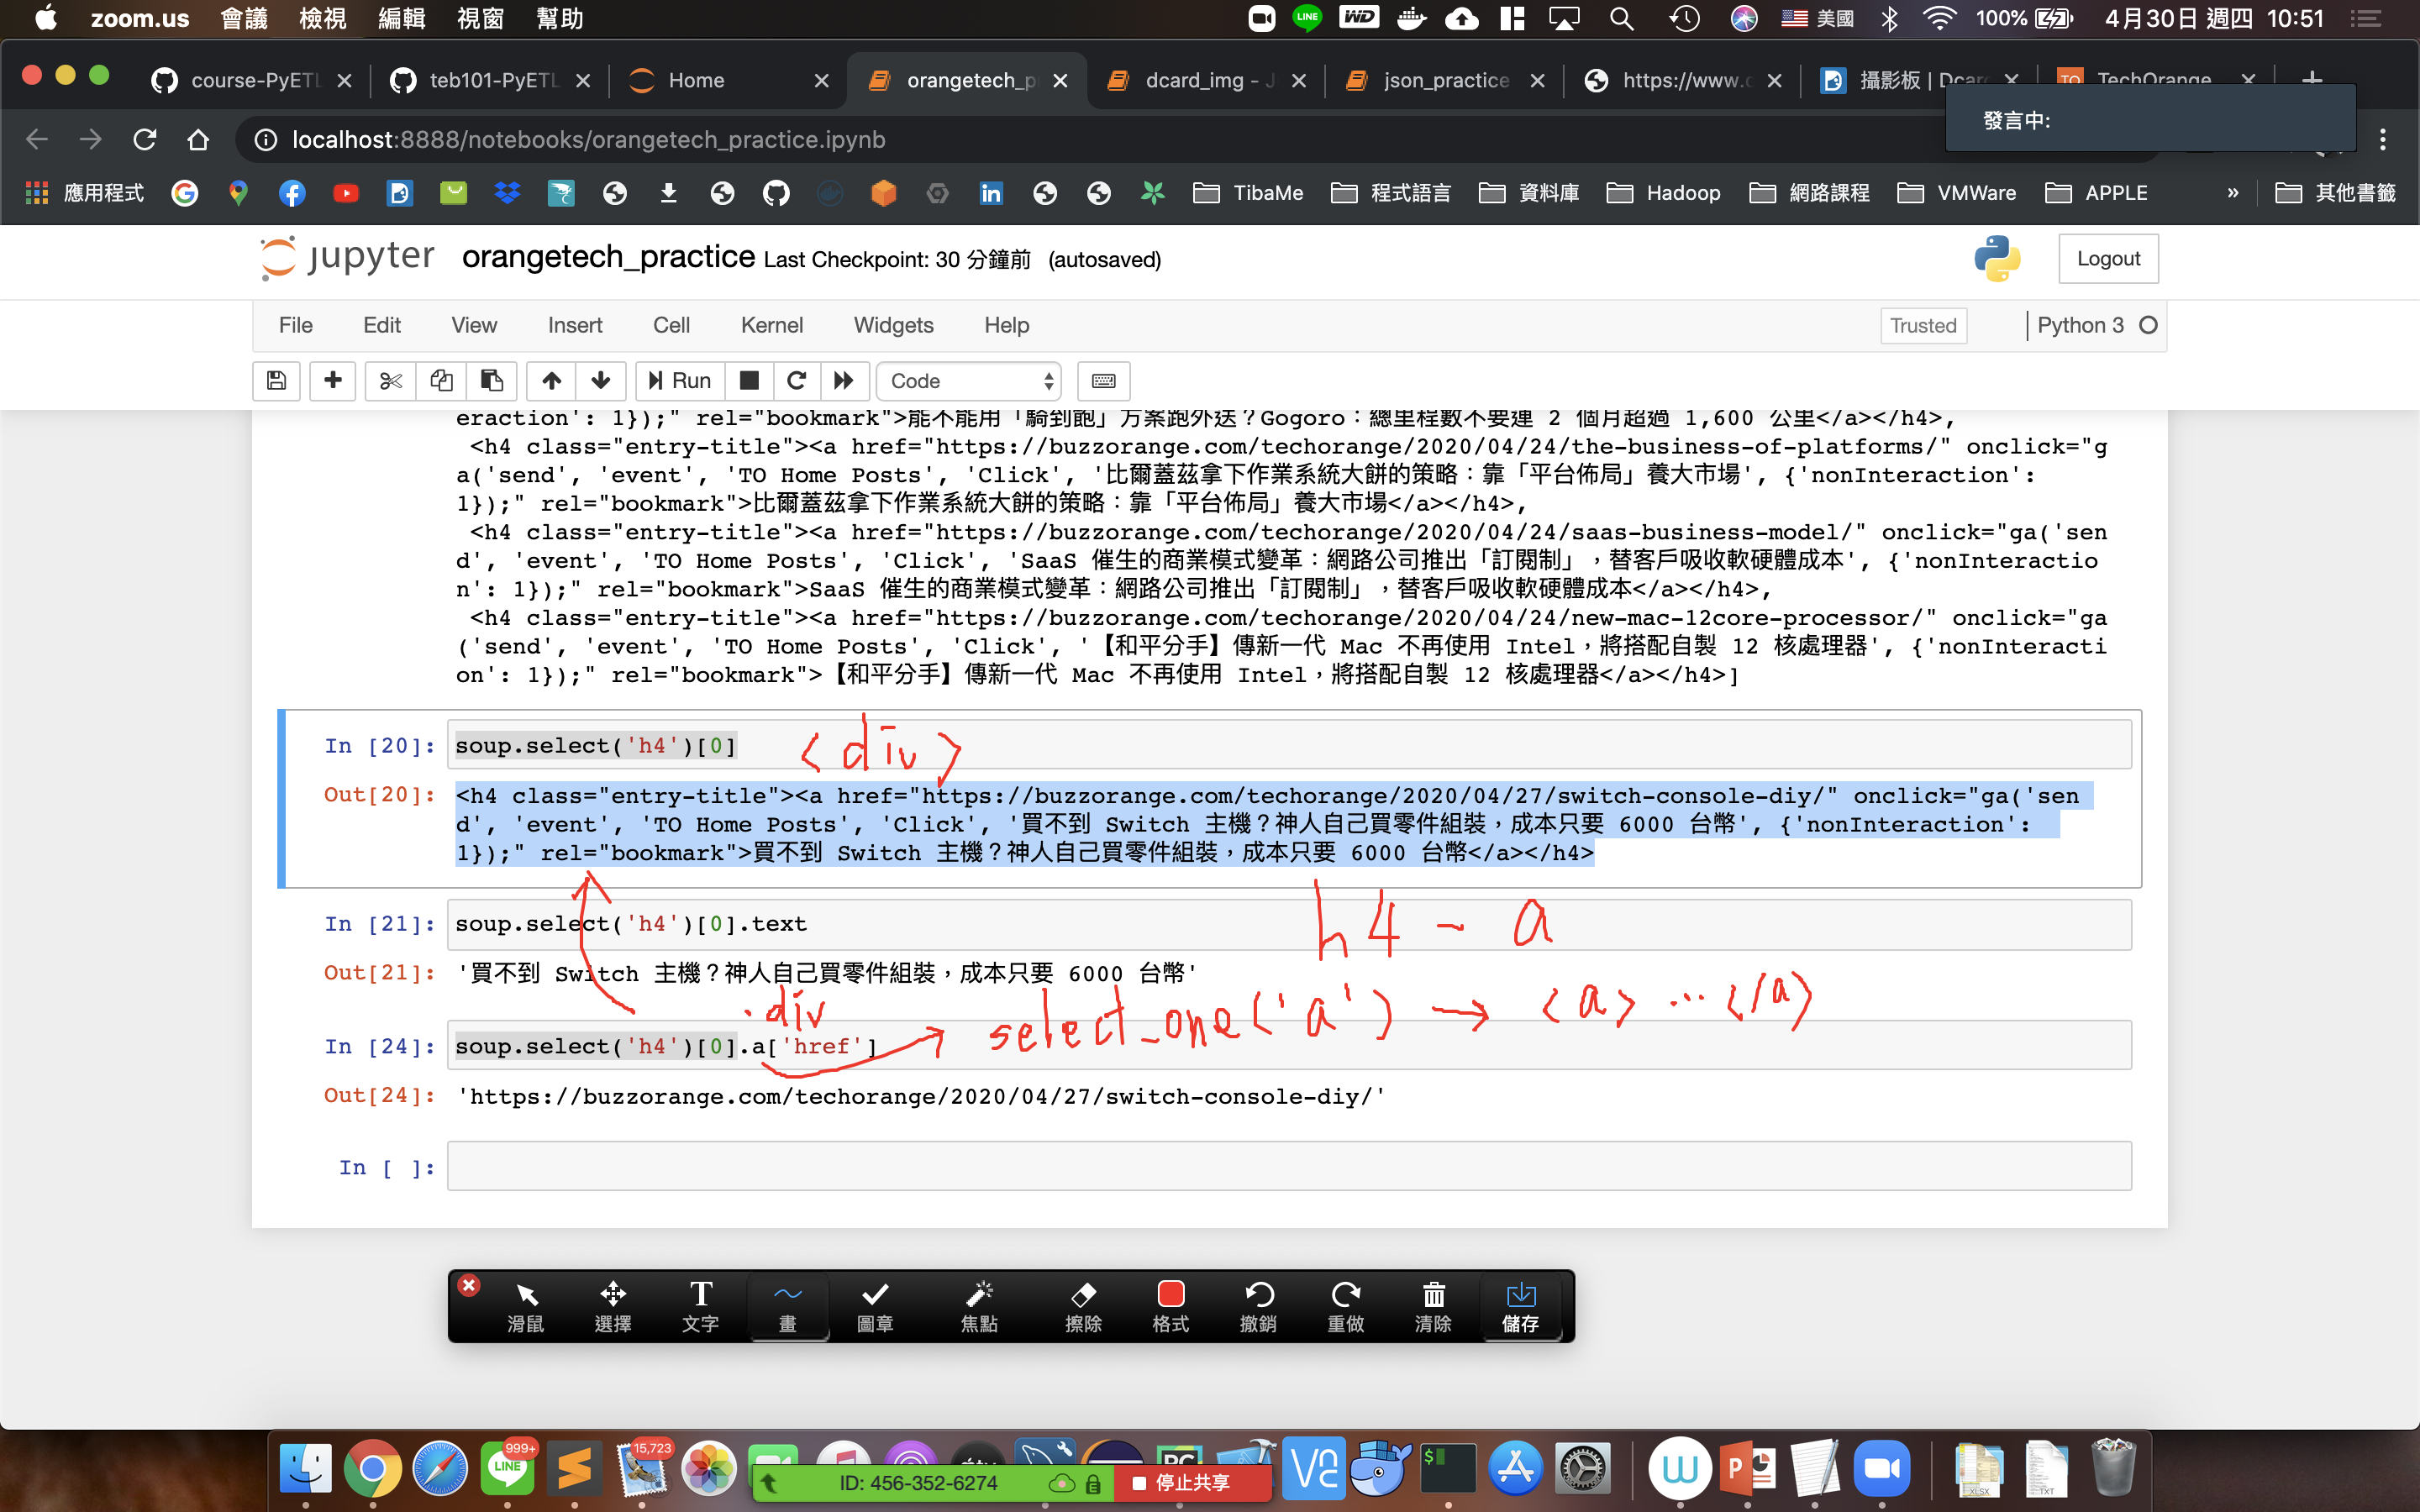 zoom.us 會議 檢視 編輯 視窗 幫助 LINE WD 美國 100% 4月30日 週四 10:51
course-PyETL teb101-PyETL Home orangetech_p dcard_img - J json_practice https://www.c 攝影板 | Dcar TechOrange
發言中:
localhost:8888/notebooks/orangetech_practice.ipynb
應用程式 TibaMe 程式語言 資料庫 Hadoop 網路課程 VMWare APPLE » 其他書籤
jupyter orangetech_practice Last Checkpoint: 30 分鐘前 (autosaved) Logout
File Edit View Insert Cell Kernel Widgets Help Trusted Python 3
Run Code
eraction': 1});" rel="bookmark">能不能用「騎到飽」方案跑外送？Gogoro：總里程數不要連 2 個月超過 1,600 公里</a></h4>,
<h4 class="entry-title"><a href="https://buzzorange.com/techorange/2020/04/24/the-business-of-platforms/" onclick="g
a('send', 'event', 'TO Home Posts', 'Click', '比爾蓋茲拿下作業系統大餅的策略：靠「平台佈局」養大市場', {'nonInteraction':
1});" rel="bookmark">比爾蓋茲拿下作業系統大餅的策略：靠「平台佈局」養大市場</a></h4>,
<h4 class="entry-title"><a href="https://buzzorange.com/techorange/2020/04/24/saas-business-model/" onclick="ga('sen
d', 'event', 'TO Home Posts', 'Click', 'SaaS 催生的商業模式變革：網路公司推出「訂閱制」，替客戶吸收軟硬體成本', {'nonInteractio
n': 1});" rel="bookmark">SaaS 催生的商業模式變革：網路公司推出「訂閱制」，替客戶吸收軟硬體成本</a></h4>,
<h4 class="entry-title"><a href="https://buzzorange.com/techorange/2020/04/24/new-mac-12core-processor/" onclick="ga
('send', 'event', 'TO Home Posts', 'Click', '【和平分手】傳新一代 Mac 不再使用 Intel，將搭配自製 12 核處理器', {'nonInteracti
on': 1});" rel="bookmark">【和平分手】傳新一代 Mac 不再使用 Intel，將搭配自製 12 核處理器</a></h4>]
In [20]: soup.select('h4')[0] <div>
Out[20]: <h4 class="entry-title"><a href="https://buzzorange.com/techorange/2020/04/27/switch-console-diy/" onclick="ga('sen
d', 'event', 'TO Home Posts', 'Click', '買不到 Switch 主機？神人自己買零件組裝，成本只要 6000 台幣', {'nonInteraction':
1});" rel="bookmark">買不到 Switch 主機？神人自己買零件組裝，成本只要 6000 台幣</a></h4>
In [21]: soup.select('h4')[0].text h4 - a
Out[21]: '買不到 Switch 主機？神人自己買零件組裝，成本只要 6000 台幣'
.div select_one('a') → <a> ... </a>
In [24]: soup.select('h4')[0].a['href']
Out[24]: 'https://buzzorange.com/techorange/2020/04/27/switch-console-diy/'
In [ ]:
滑鼠 選擇 文字 畫 圖章 焦點 擦除 格式 撤銷 重做 清除 儲存
999+ 15,723
LINE
ID: 456-352-6274 停止共享
XLSX TXT